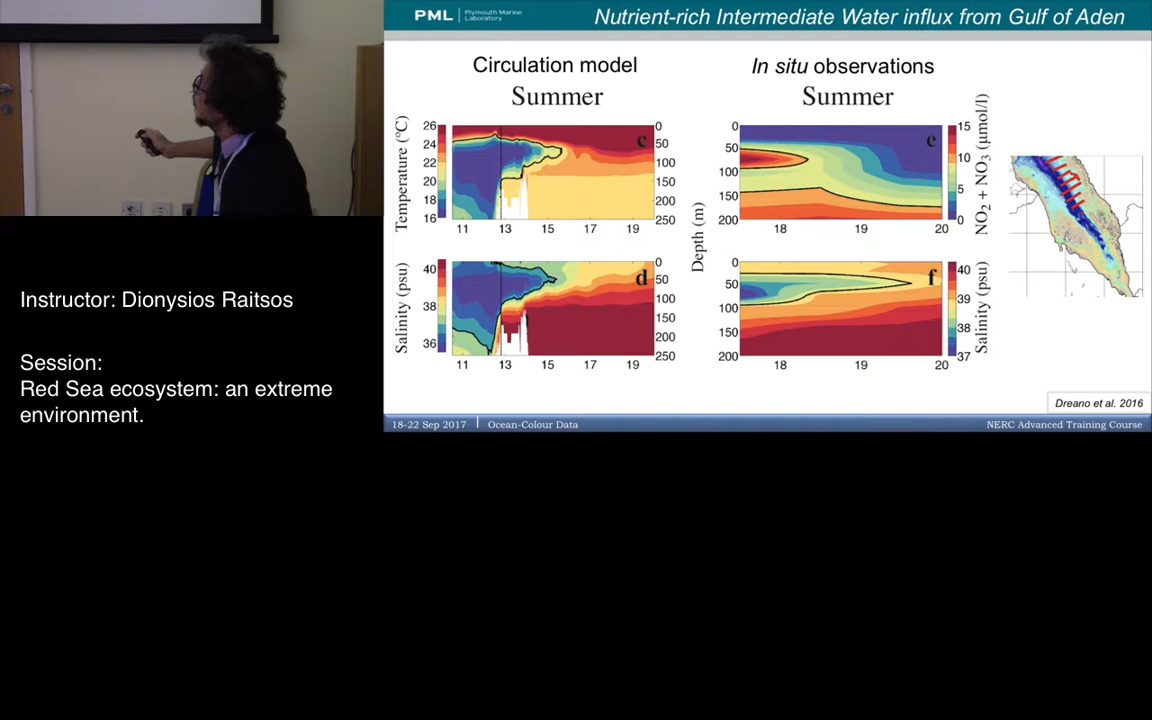 PML | Plymouth Marine Laboratory
Nutrient-rich Intermediate Water influx from Gulf of Aden
Circulation model
Summer
In situ observations
Summer
Temperature (°C)
26
24
22
20
18
16
c
0
50
100
150
200
250
11 13 15 17 19
Salinity (psu)
40
38
36
d
0
50
100
150
200
250
11 13 15 17 19
Depth (m)
0
50
100
150
200
e
15
10
5
0
NO2 + NO3 (μmol/l)
18 19 20
0
50
100
150
200
f
40
39
38
37
Salinity (psu)
18 19 20
Dreano et al. 2016
18-22 Sep 2017 | Ocean-Colour Data
NERC Advanced Training Course
Instructor: Dionysios Raitsos
Session:
Red Sea ecosystem: an extreme
environment.